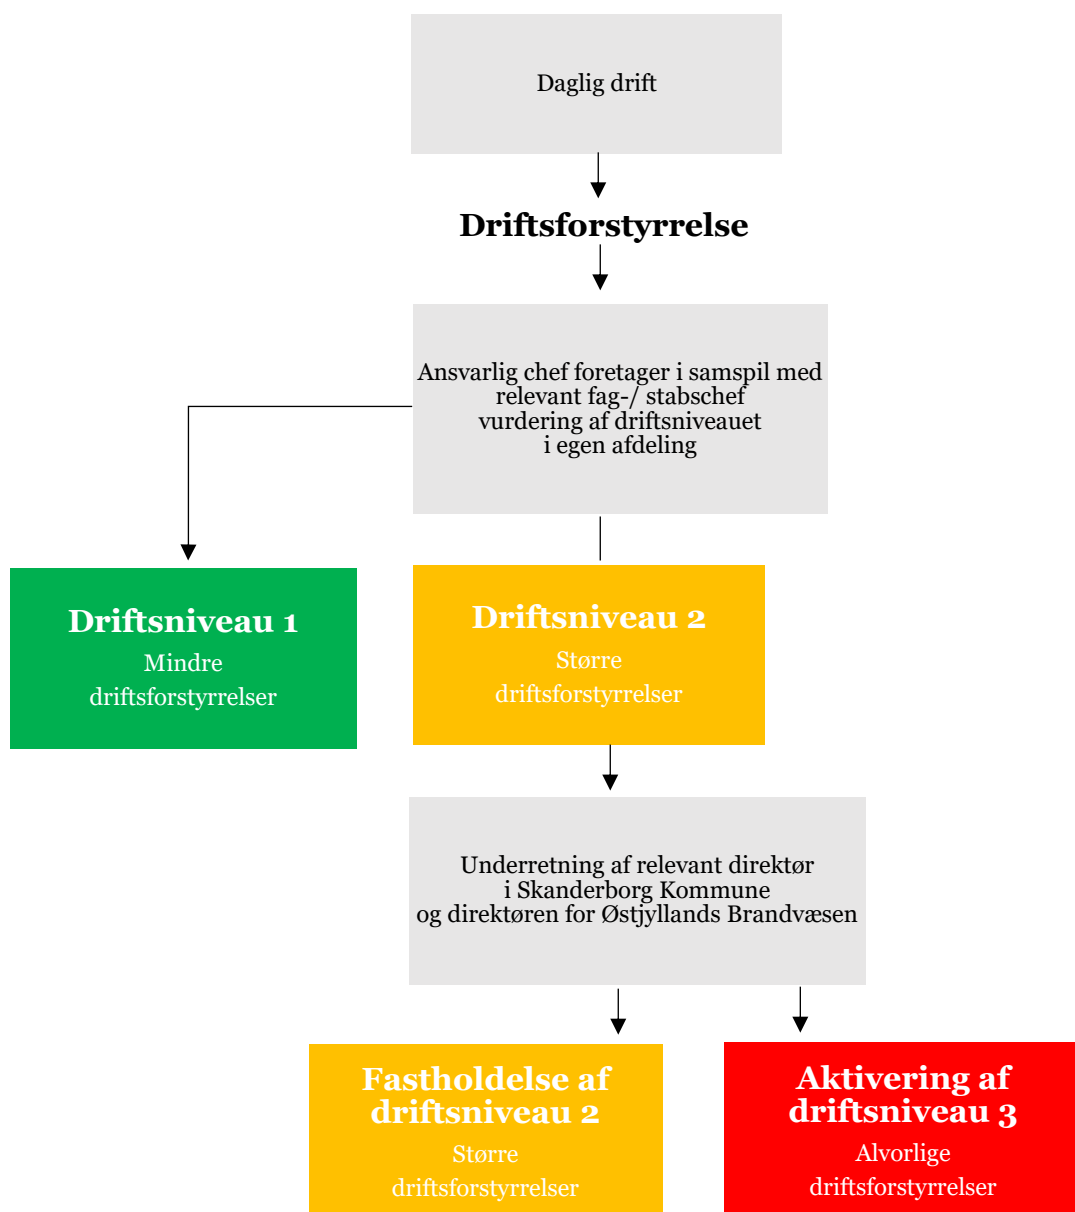 Daglig drift
Driftsforstyrrelse
Ansvarlig chef foretager i samspil med
relevant fag-/ stabschef
vurdering af driftsniveauet
i egen afdeling
Driftsniveau 1
Mindre
driftsforstyrrelser
Driftsniveau 2
Større
driftsforstyrrelser
Underretning af relevant direktør
i Skanderborg Kommune
og direktøren for Østjyllands Brandvæsen
Fastholdelse af
driftsniveau 2
Større
driftsforstyrrelser
Aktivering af
driftsniveau 3
Alvorlige
driftsforstyrrelser